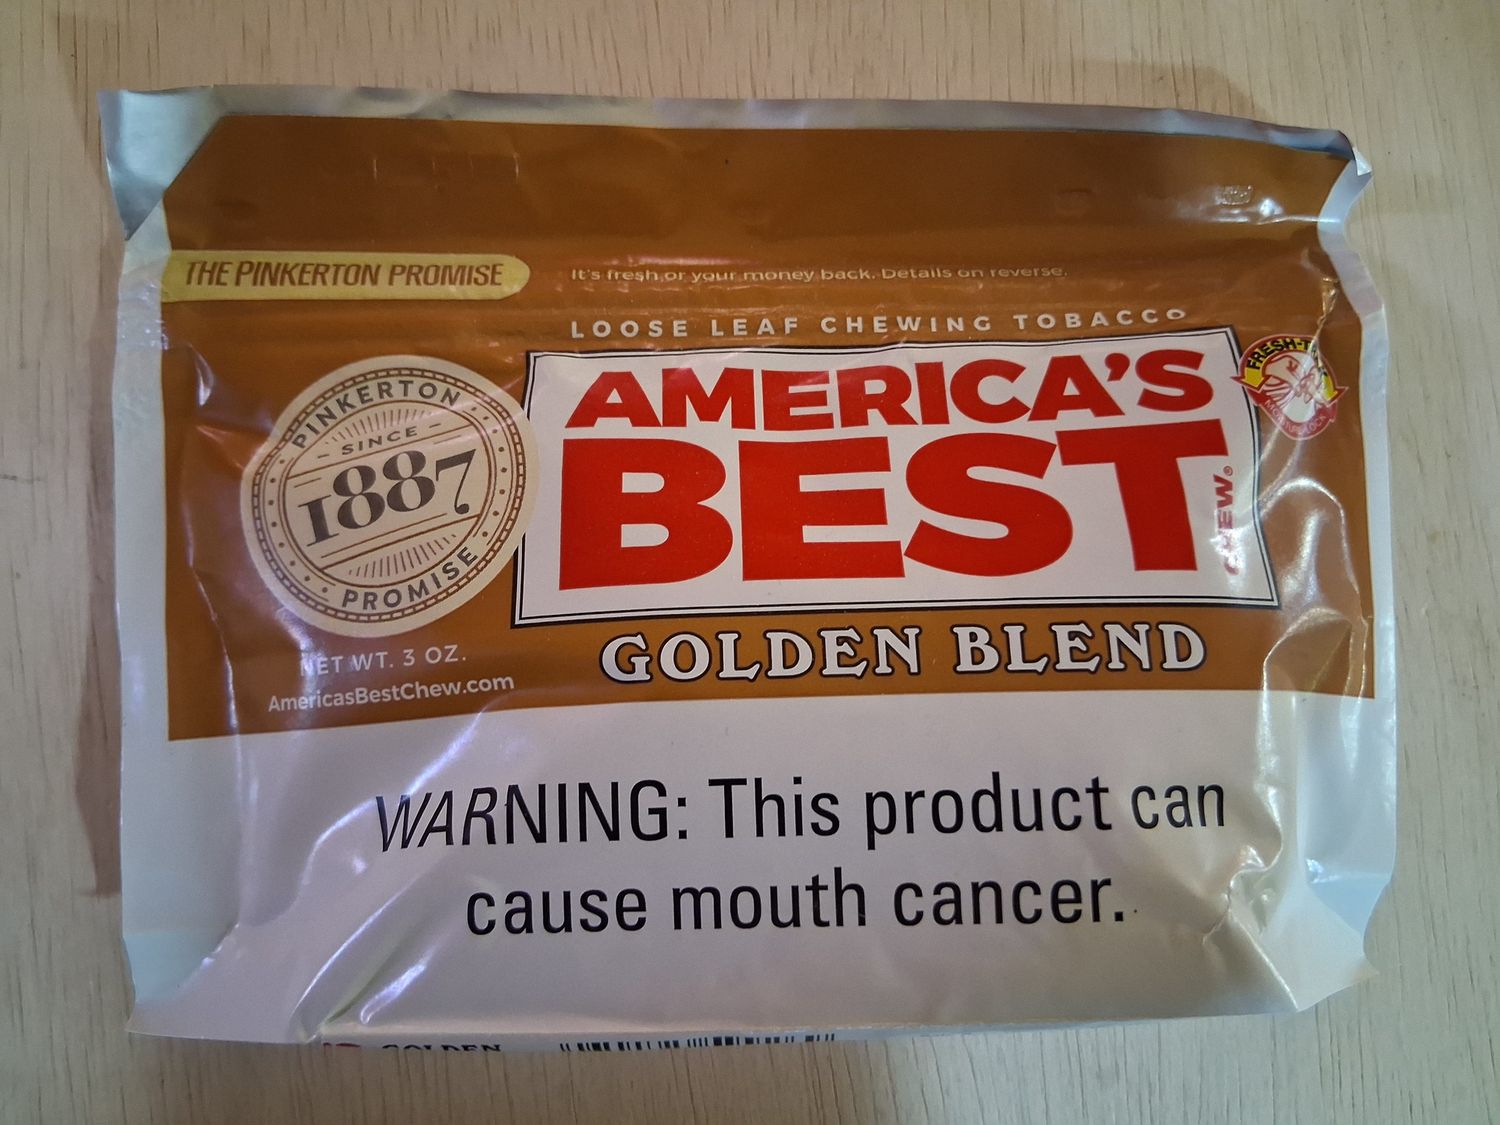 THE PINKERTON PROMISE
It's fresh or your money back. Details on reverse.
LOOSE LEAF CHEWING TOBACCO
AMERICA'S
BEST
CHEW.®
GOLDEN BLEND
PINKERTON
SINCE
1887
PROMISE
NET WT. 3 OZ.
AmericasBestChew.com
WARNING: This product can
cause mouth cancer.
GOLDEN